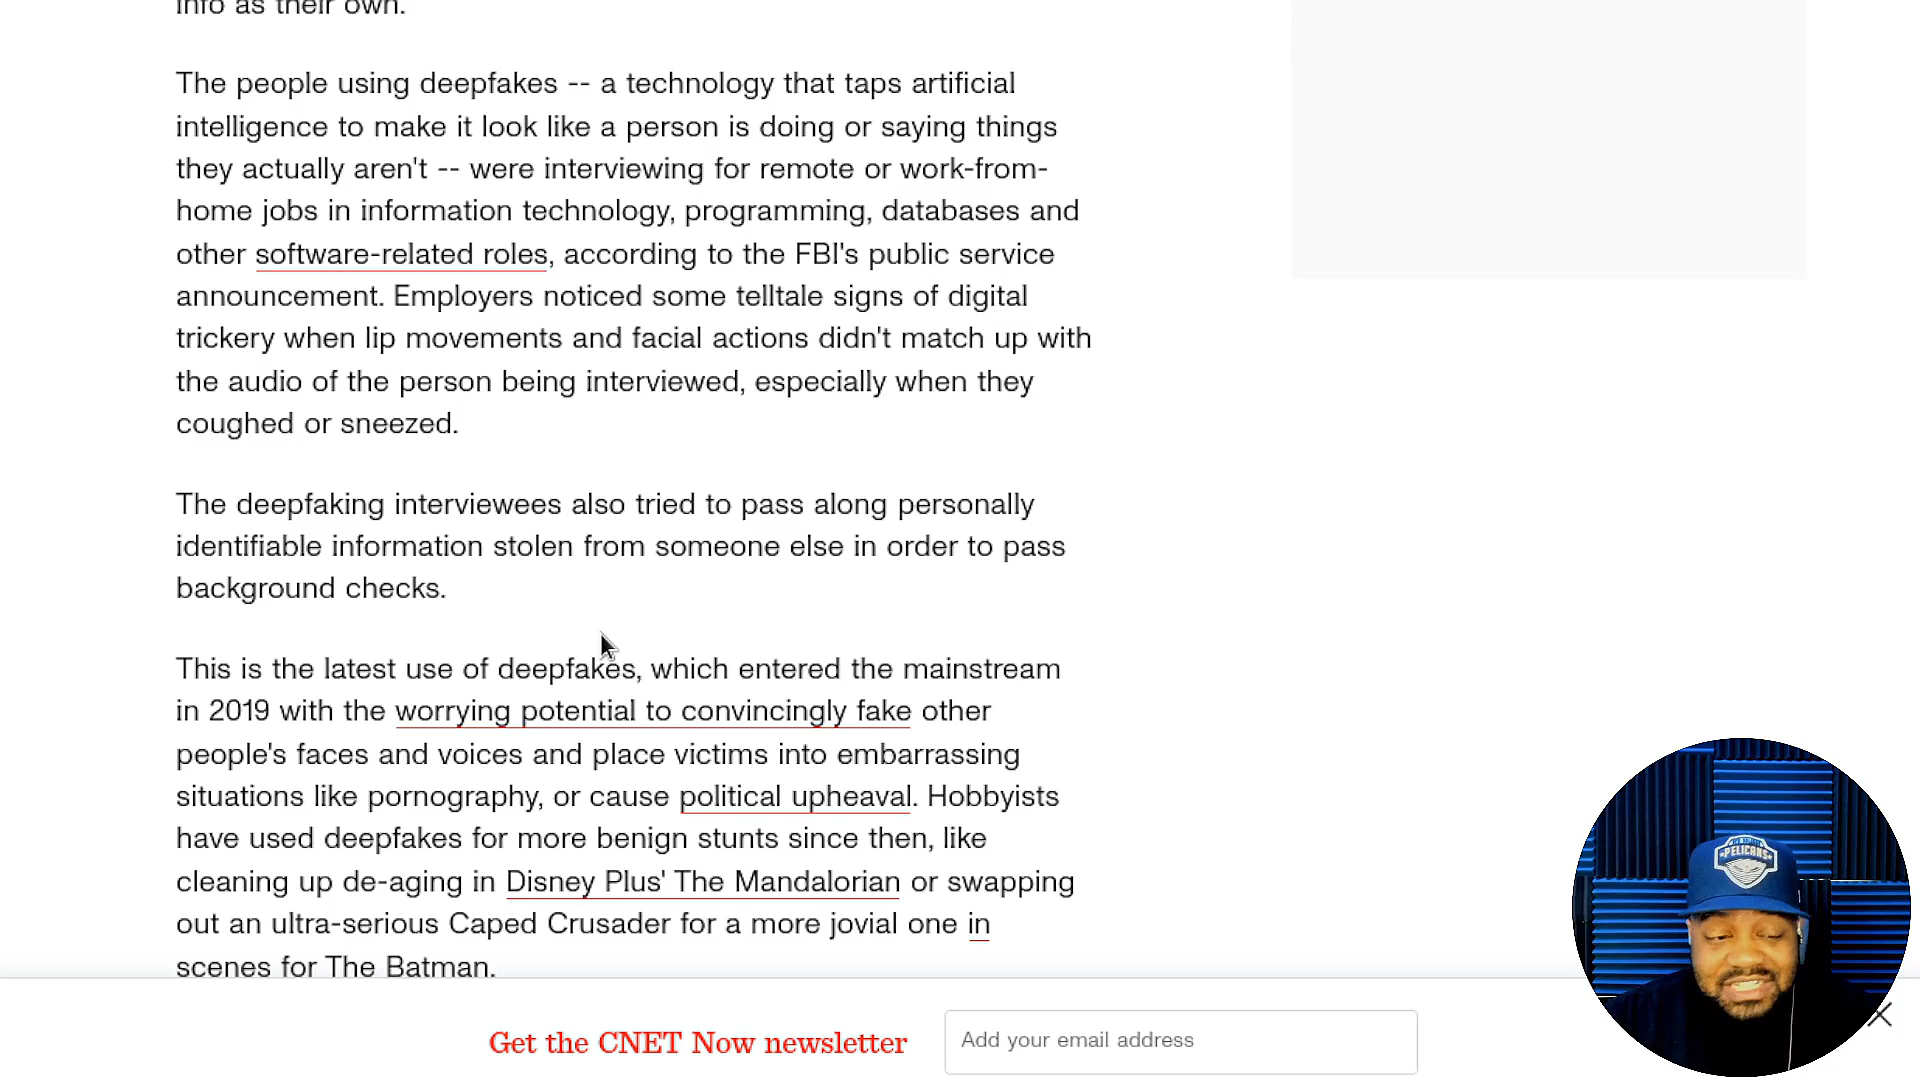 info as their own.
The people using deepfakes -- a technology that taps artificial
intelligence to make it look like a person is doing or saying things
they actually aren't -- were interviewing for remote or work-from-
home jobs in information technology, programming, databases and
other software-related roles, according to the FBI's public service
announcement. Employers noticed some telltale signs of digital
trickery when lip movements and facial actions didn't match up with
the audio of the person being interviewed, especially when they
coughed or sneezed.
The deepfaking interviewees also tried to pass along personally
identifiable information stolen from someone else in order to pass
background checks.
This is the latest use of deepfakes, which entered the mainstream
in 2019 with the worrying potential to convincingly fake other
people's faces and voices and place victims into embarrassing
situations like pornography, or cause political upheaval. Hobbyists
have used deepfakes for more benign stunts since then, like
cleaning up de-aging in Disney Plus' The Mandalorian or swapping
out an ultra-serious Caped Crusader for a more jovial one in
scenes for The Batman.
Get the CNET Now newsletter
Add your email address
PELICANS